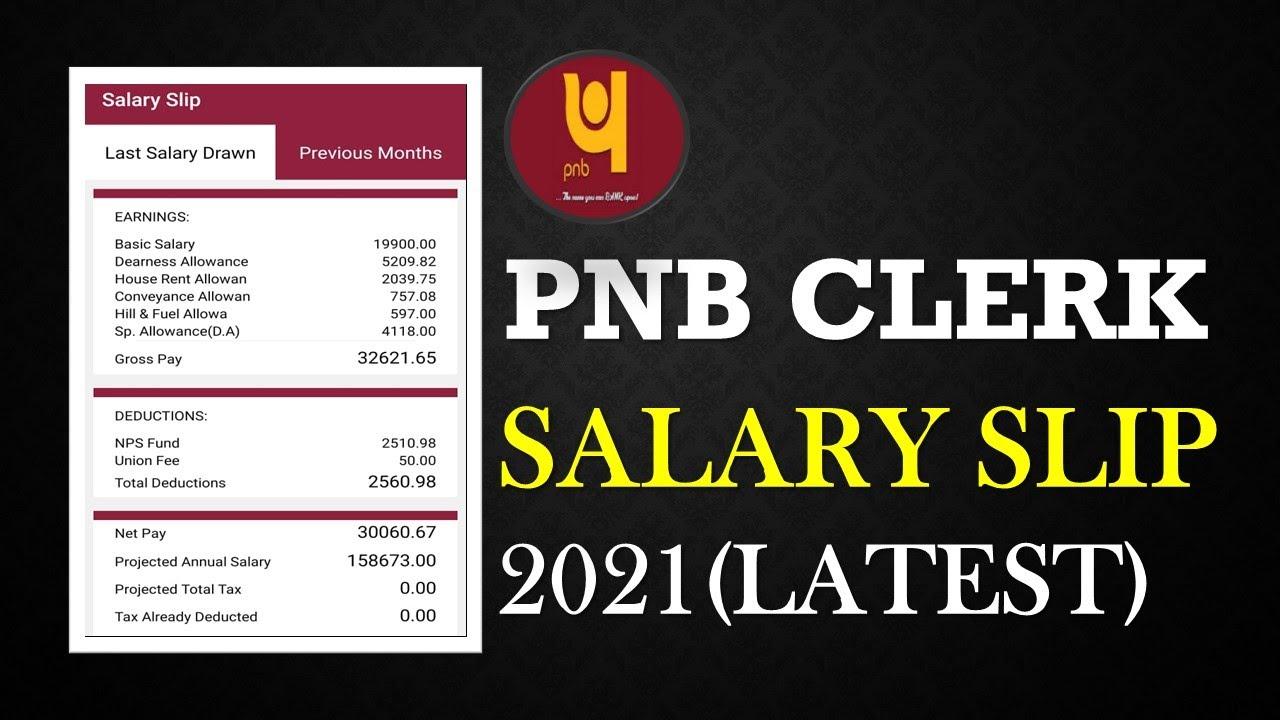 Salary Slip
Last Salary Drawn Previous Months
EARNINGS:
Basic Salary 19900.00
Dearness Allowance 5209.82
House Rent Allowan 2039.75
Conveyance Allowan 757.08
Hill & Fuel Allowa 597.00
Sp. Allowance(D.A) 4118.00
Gross Pay 32621.65
DEDUCTIONS:
NPS Fund 2510.98
Union Fee 50.00
Total Deductions 2560.98
Net Pay 30060.67
Projected Annual Salary 158673.00
Projected Total Tax 0.00
Tax Already Deducted 0.00
प
pnb
... The name you can BANK upon!
PNB CLERK
SALARY SLIP
2021(LATEST)